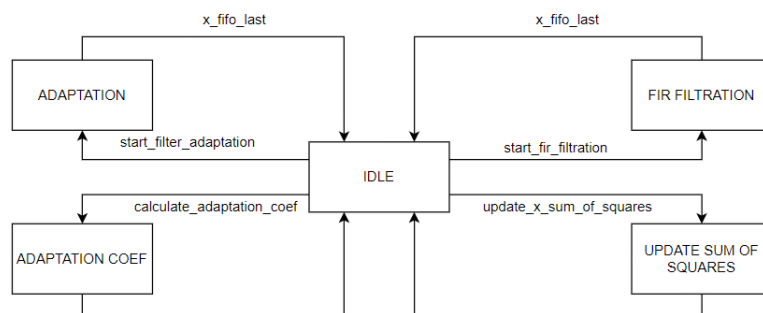 x_fifo_last
x_fifo_last
ADAPTATION
FIR FILTRATION
start_filter_adaptation
start_fir_filtration
IDLE
calculate_adaptation_coef
update_x_sum_of_squares
ADAPTATION COEF
UPDATE SUM OF
SQUARES